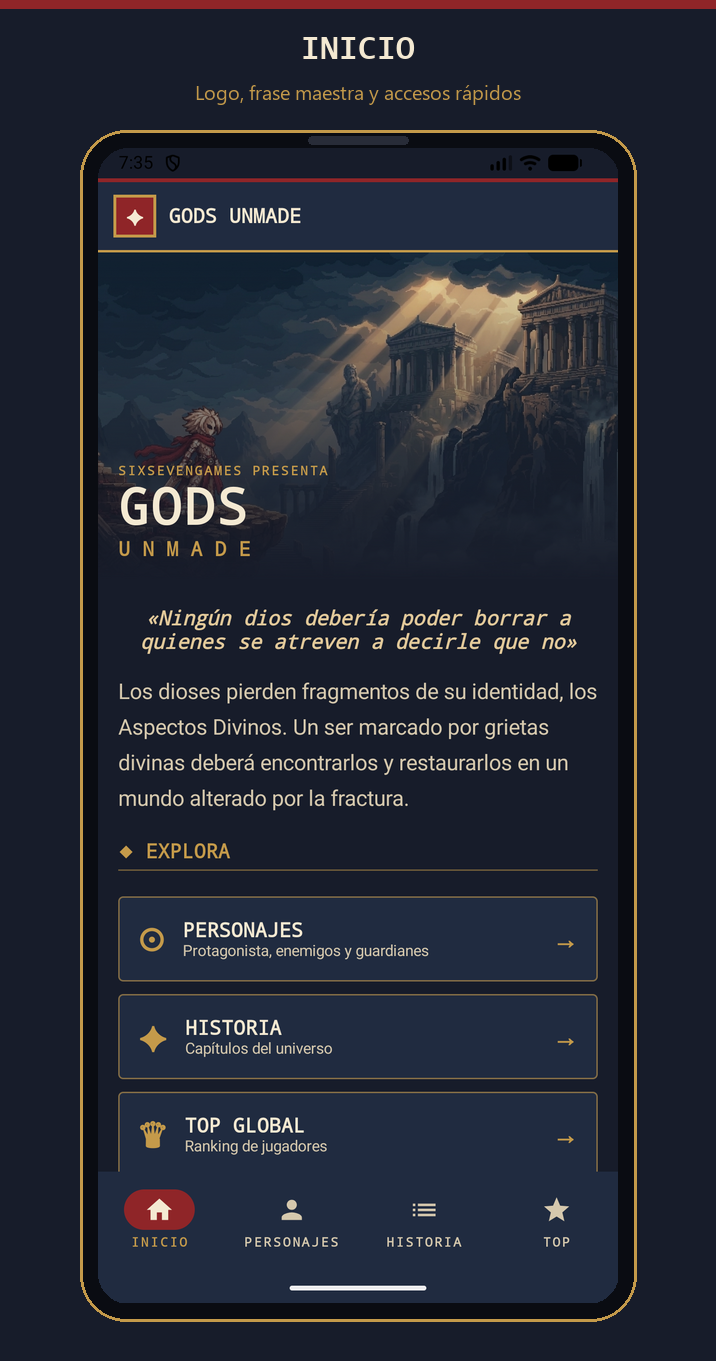 INICIO
Logo, frase maestra y accesos rápidos
7:35
GODS UNMADE
SIXSEVENGAMES PRESENTA
GODS
UNMADE
«Ningún dios debería poder borrar a
quienes se atreven a decirle que no»
Los dioses pierden fragmentos de su identidad, los
Aspectos Divinos. Un ser marcado por grietas
divinas deberá encontrarlos y restaurarlos en un
mundo alterado por la fractura.
◆ EXPLORA
PERSONAJES
Protagonista, enemigos y guardianes
→
HISTORIA
Capítulos del universo
→
TOP GLOBAL
Ranking de jugadores
→
INICIO
PERSONAJES
HISTORIA
TOP